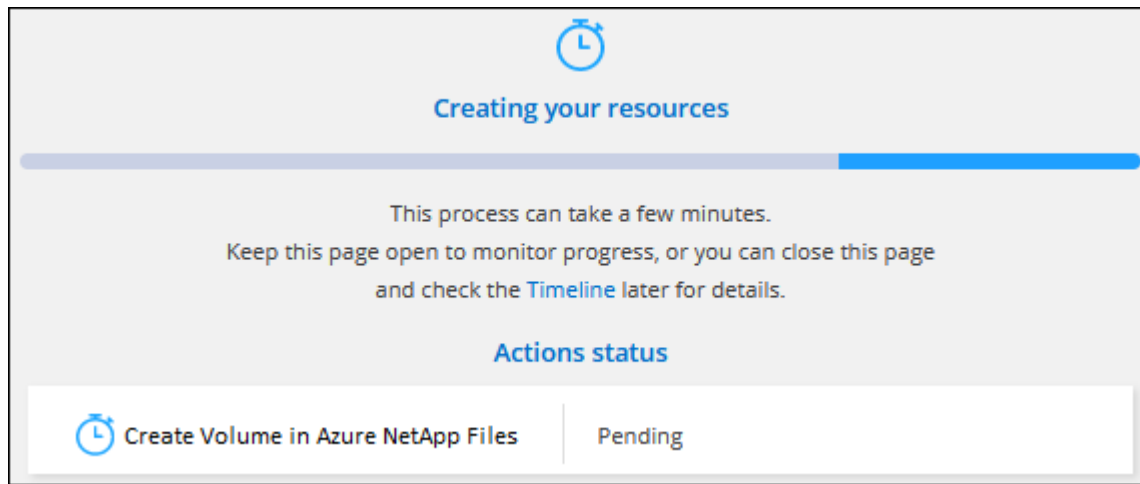 Creating your resources
This process can take a few minutes.
Keep this page open to monitor progress, or you can close this page
and check the Timeline later for details.
Actions status
Create Volume in Azure NetApp Files Pending